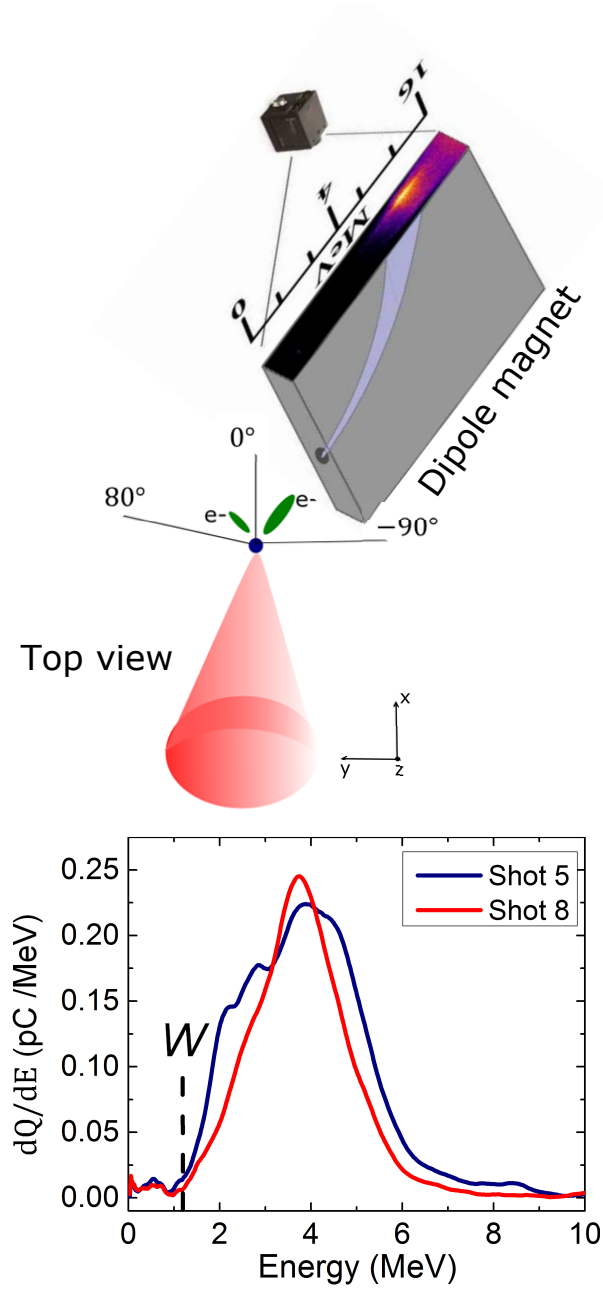 16
4
MeV
0
Dipole magnet
0°
80°
e-
e-
−90°
Top view
x
y
z
0.25
0.20
0.15
0.10
0.05
0.00
dQ/dE (pC /MeV)
W
Shot 5
Shot 8
0
2
4
6
8
10
Energy (MeV)